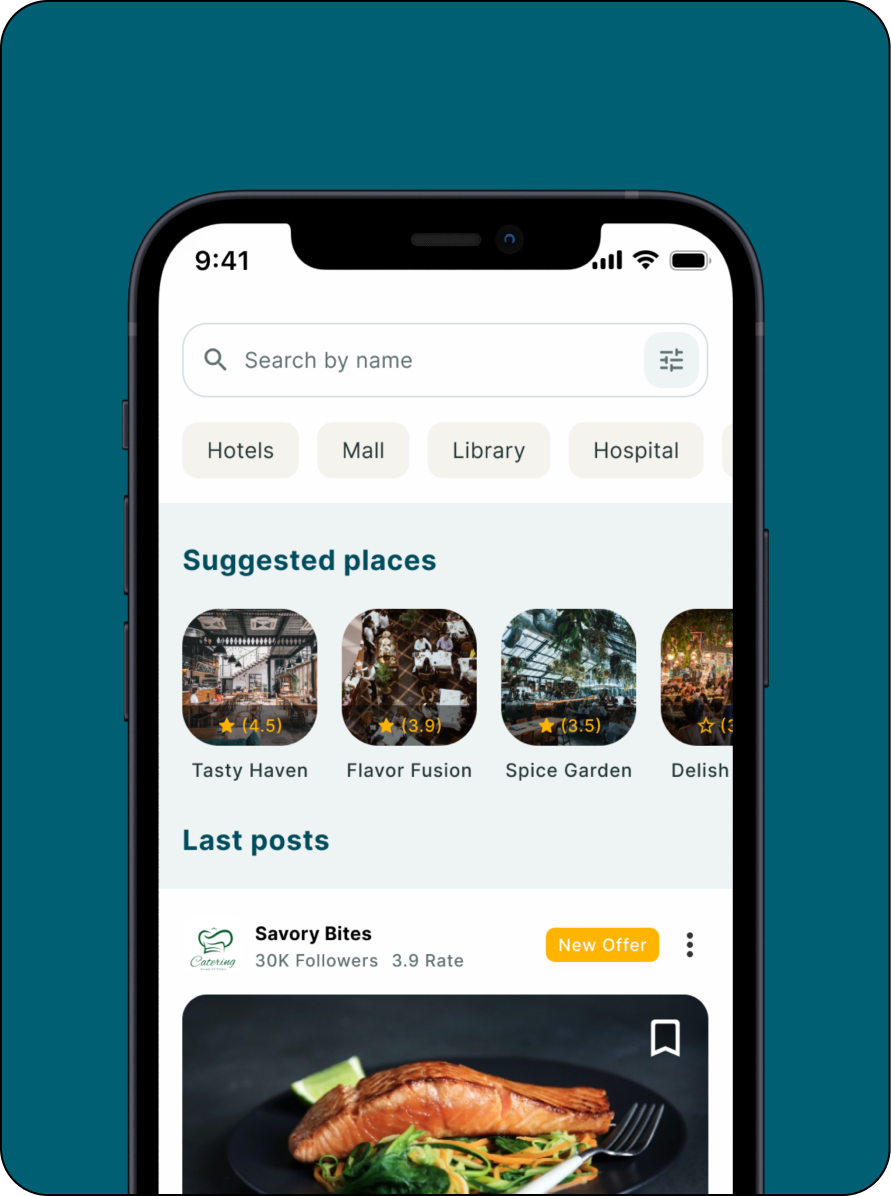 9:41
Search by name
Hotels
Mall
Library
Hospital
Suggested places
(4.5)
(3.9)
(3.5)
(3
Tasty Haven
Flavor Fusion
Spice Garden
Delish
Last posts
Savory Bites
30K Followers 3.9 Rate
New Offer
Catering